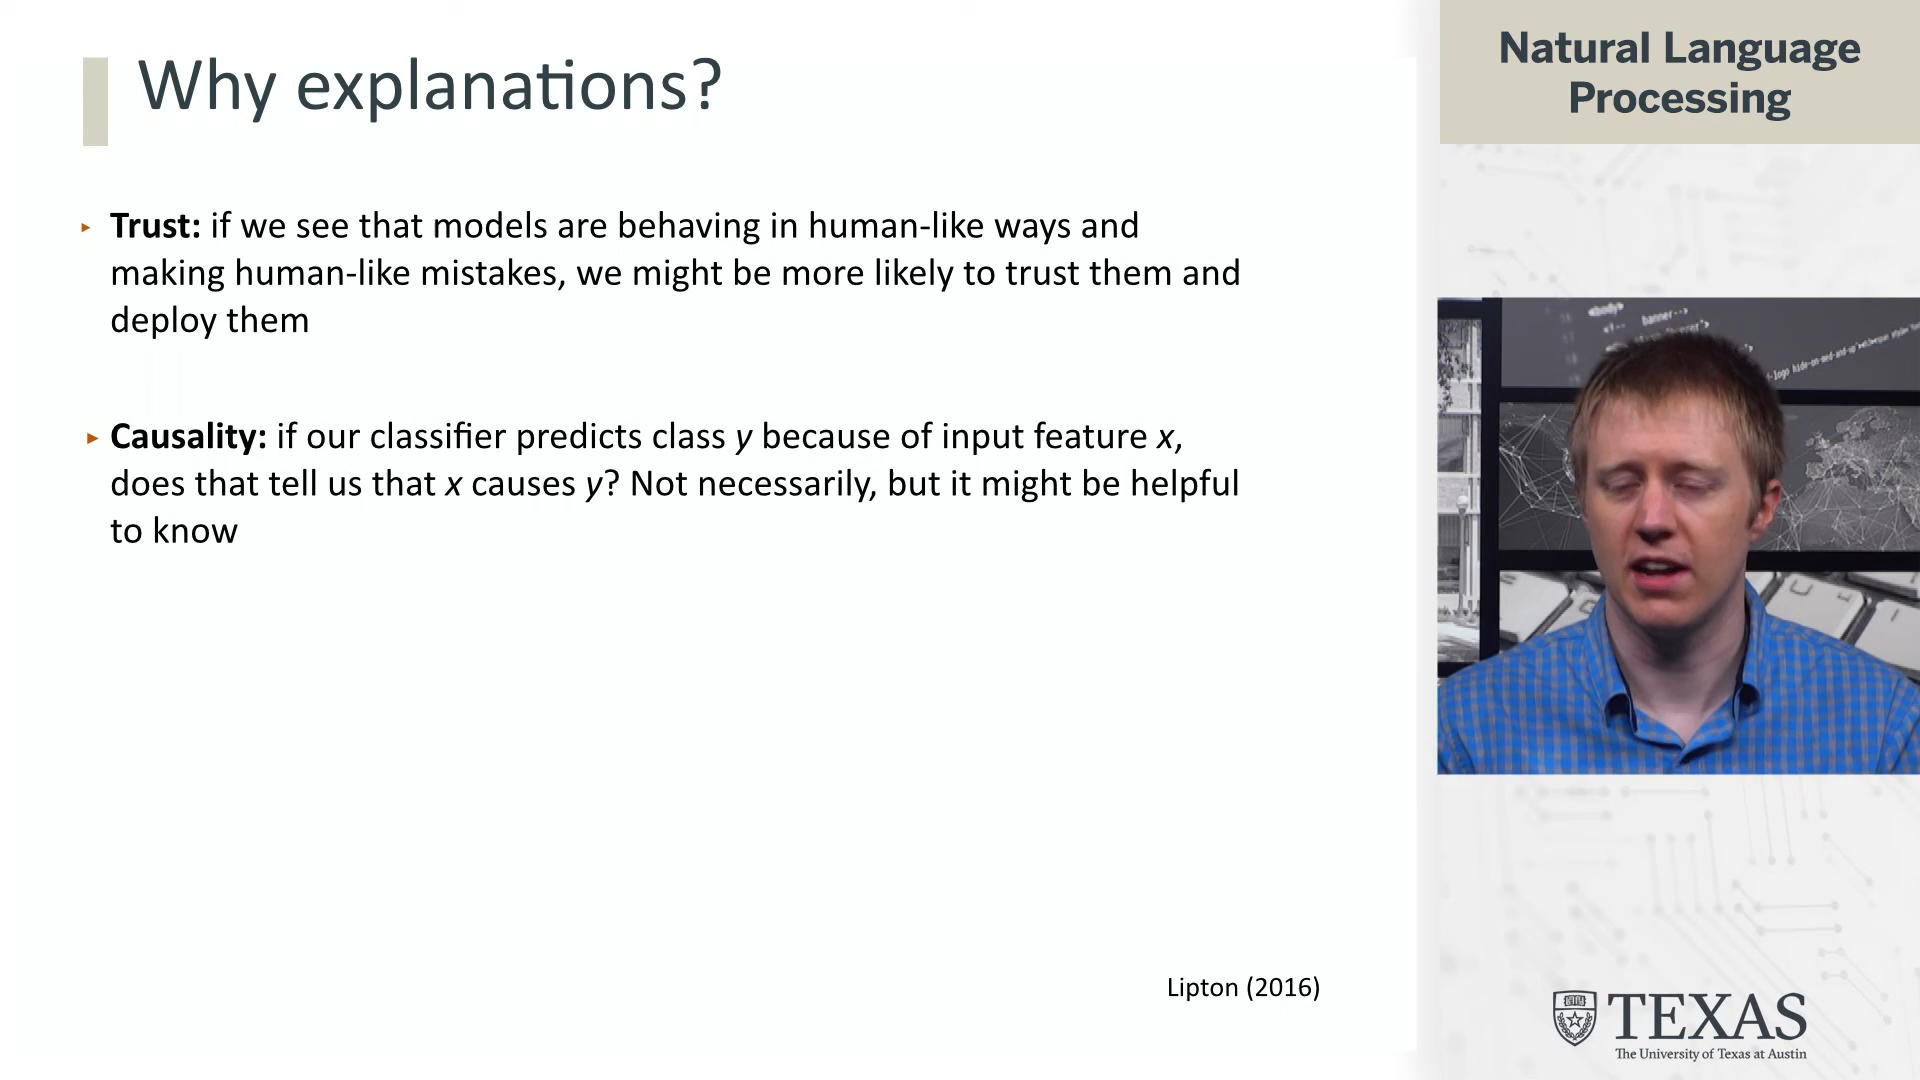 Why explanations?
Natural Language
Processing
▸ Trust: if we see that models are behaving in human-like ways and
making human-like mistakes, we might be more likely to trust them and
deploy them
▸ Causality: if our classifier predicts class y because of input feature x,
does that tell us that x causes y? Not necessarily, but it might be helpful
to know
<body>
banner-->
Lipton (2016)
TEXAS
The University of Texas at Austin